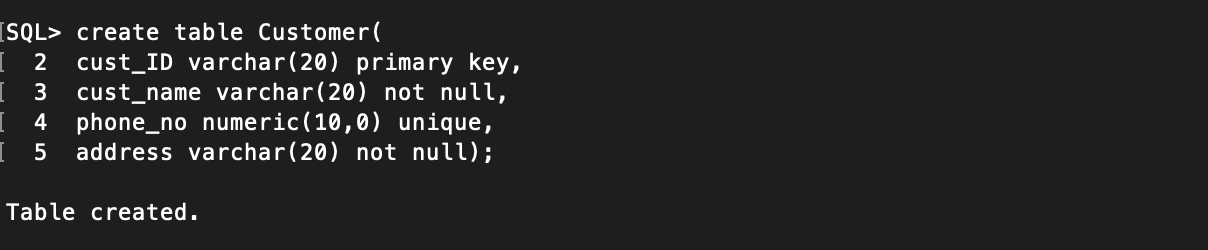 SQL> create table Customer(
2 cust_ID varchar(20) primary key,
3 cust_name varchar(20) not null,
4 phone_no numeric(10,0) unique,
5 address varchar(20) not null);
Table created.